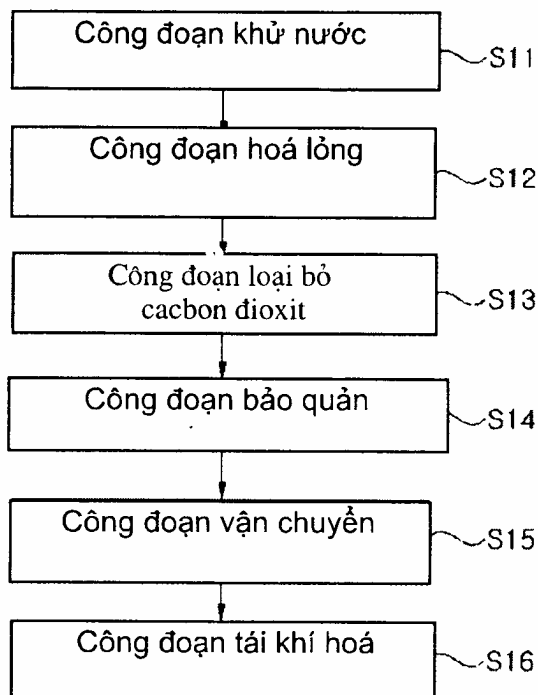 Công đoạn khử nước
S11
Công đoạn hoá lỏng
S12
Công đoạn loại bỏ
cacbon đioxit
S13
Công đoạn bảo quản
S14
Công đoạn vận chuyển
S15
Công đoạn tái khí hoá
S16